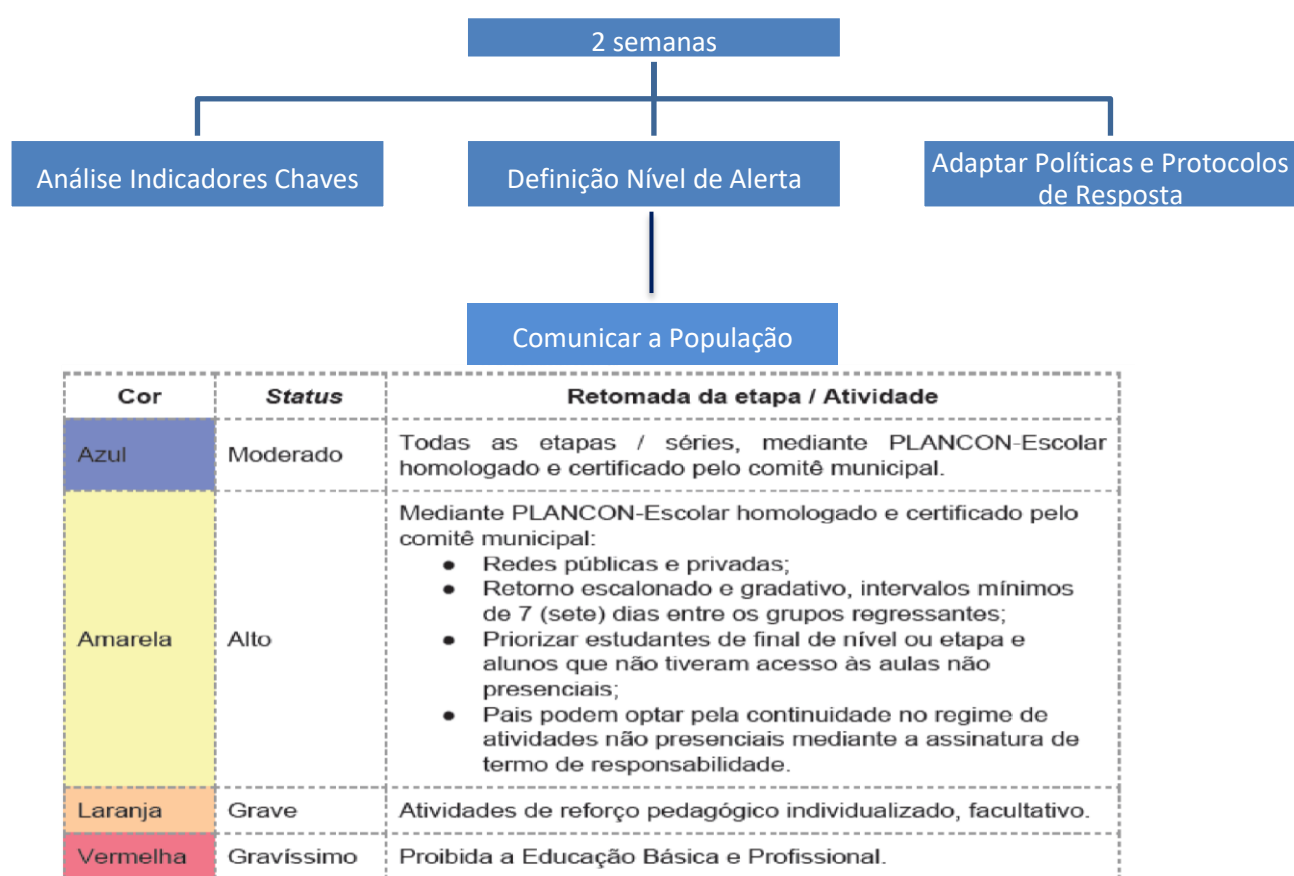 2 semanas
Análise Indicadores Chaves
Definição Nível de Alerta
Adaptar Políticas e Protocolos
de Resposta
Comunicar a População
Cor Status Retomada da etapa / Atividade
Azul Moderado
Todas as etapas / séries, mediante PLANCON-Escolar
homologado e certificado pelo comitê municipal.
Amarela Alto
Mediante PLANCON-Escolar homologado e certificado pelo
comitê municipal:
● Redes públicas e privadas;
● Retorno escalonado e gradativo, intervalos mínimos
de 7 (sete) dias entre os grupos regressantes;
● Priorizar estudantes de final de nível ou etapa e
alunos que não tiveram acesso às aulas não
presenciais;
● Pais podem optar pela continuidade no regime de
atividades não presenciais mediante a assinatura de
termo de responsabilidade.
Laranja Grave Atividades de reforço pedagógico individualizado, facultativo.
Vermelha Gravíssimo Proibida a Educação Básica e Profissional.